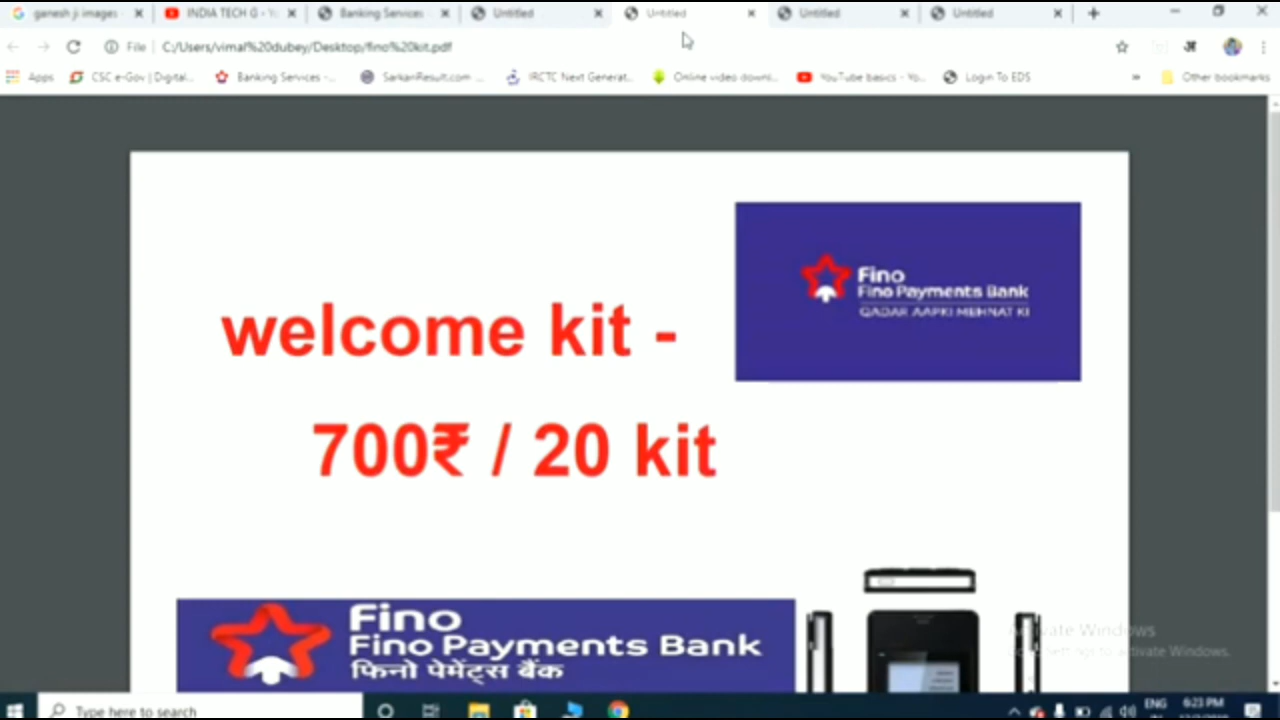 ganesh ji images
INDIA TECH G
Banking Services
Untitled
Untitled
Untitled
Untitled
File
C:/Users/vimal%20dubey/Desktop/fino%20kit.pdf
Apps
CSC e-Gov | Digital...
Banking Services -...
SarkariResult.com ...
IRCTC Next Generat...
Online video downl...
YouTube basics - Yo...
Login To EDS
»
Other bookmarks
Fino
Fino Payments Bank
QADAR AAPKI MEHNAT KI
welcome kit -
700₹ / 20 kit
Fino
Fino Payments Bank
फिनो पेमेंट्स बैंक
Type here to search
ENG
6:23 PM